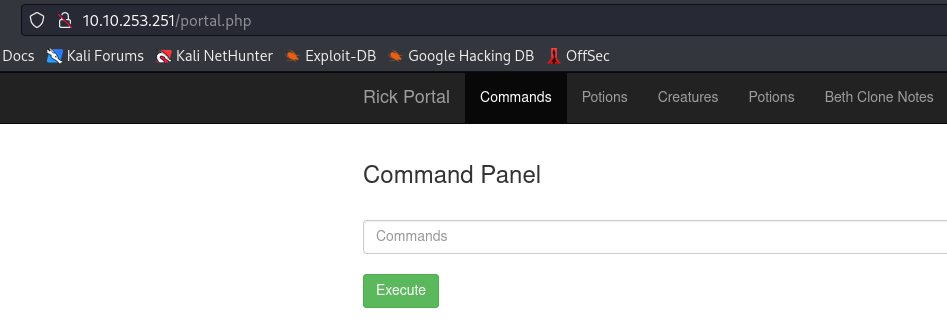 10.10.253.251/portal.php
Docs Kali Forums Kali NetHunter Exploit-DB Google Hacking DB OffSec
Rick Portal Commands Potions Creatures Potions Beth Clone Notes
Command Panel
Commands
Execute